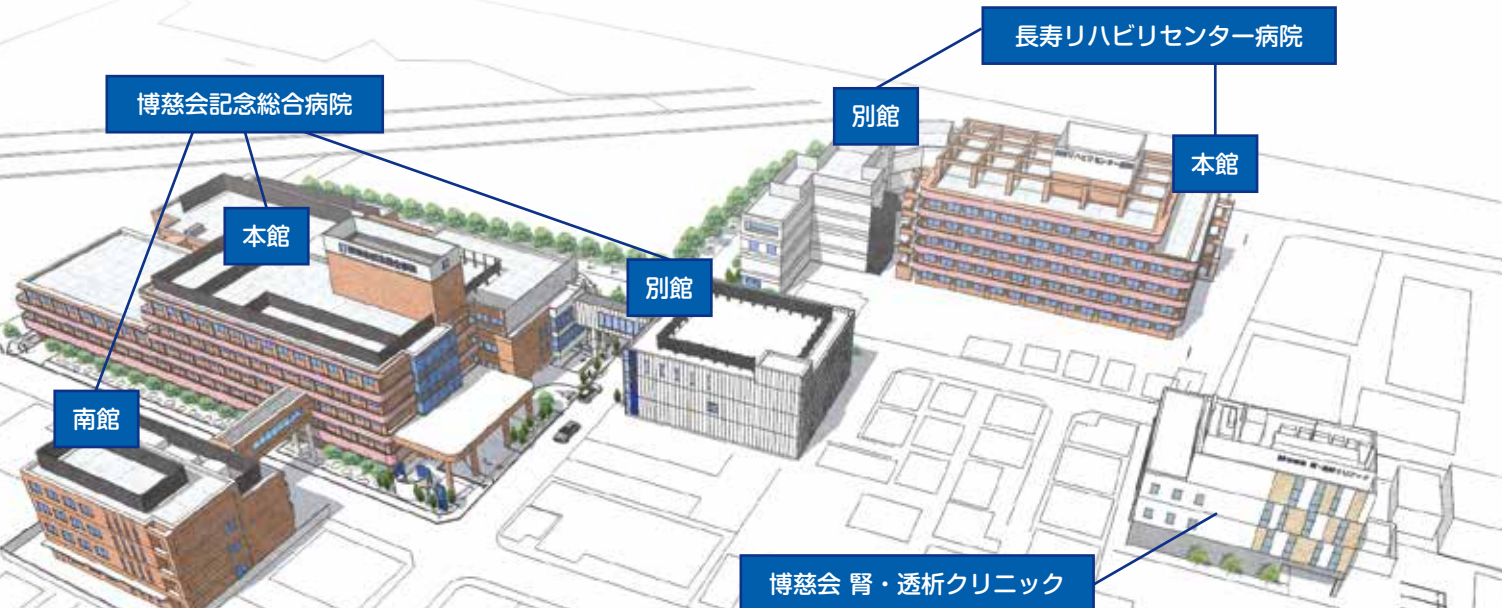 長寿リハビリセンター病院
博慈会記念総合病院
別館
本館
本館
別館
南館
博慈会 腎・透析クリニック